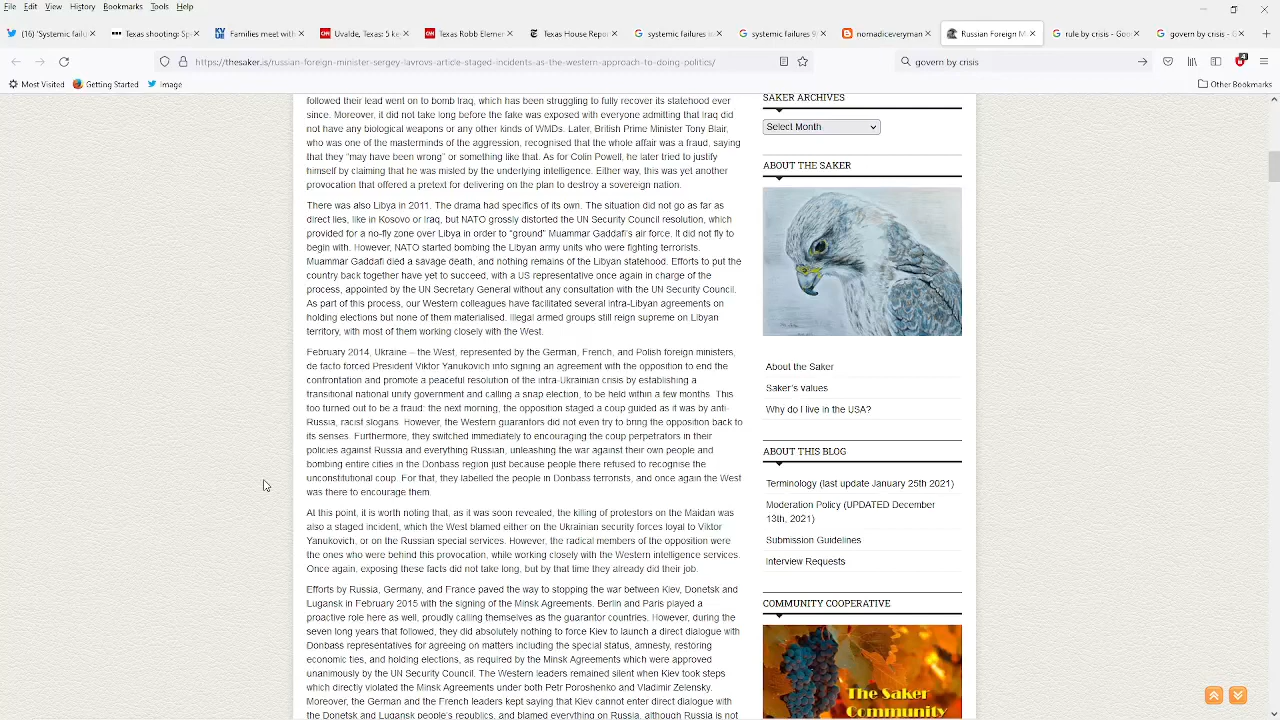 File Edit View History Bookmarks Tools Help
(16) 'Systemic failu
Texas shooting: Sp
Families meet with
Uvalde, Texas 5 ke
Texas Robb Elemen
Texas House Repor
systemic failures in
systemic failures 9
nomadiceveryman
Russian Foreign M
rule by crisis - Goo
govern by crisis - G
https://thesaker.is/russian-foreign-minister-sergey-lavrovs-article-staged-incidents-as-the-western-approach-to-doing-politics/
govern by crisis
Most Visited Getting Started Image Other Bookmarks
followed their lead went on to bomb Iraq, which has been struggling to fully recover its statehood ever
since. Moreover, it did not take long before the fake was exposed with everyone admitting that Iraq did
not have any biological weapons or any other kinds of WMDs. Later, British Prime Minister Tony Blair,
who was one of the masterminds of the aggression, recognised that the whole affair was a fraud, saying
that they "may have been wrong" or something like that. As for Colin Powell, he later tried to justify
himself by claiming that he was misled by the underlying intelligence. Either way, this was yet another
provocation that offered a pretext for delivering on the plan to destroy a sovereign nation.
There was also Libya in 2011. The drama had specifics of its own. The situation did not go as far as
direct lies, like in Kosovo or Iraq, but NATO grossly distorted the UN Security Council resolution, which
provided for a no-fly zone over Libya in order to "ground" Muammar Gaddafi's air force. It did not fly to
begin with. However, NATO started bombing the Libyan army units who were fighting terrorists.
Muammar Gaddafi died a savage death, and nothing remains of the Libyan statehood. Efforts to put the
country back together have yet to succeed, with a US representative once again in charge of the
process, appointed by the UN Secretary General without any consultation with the UN Security Council.
As part of this process, our Western colleagues have facilitated several intra-Libyan agreements on
holding elections but none of them materialised. Illegal armed groups still reign supreme on Libyan
territory, with most of them working closely with the West.
February 2014, Ukraine – the West, represented by the German, French, and Polish foreign ministers,
de facto forced President Viktor Yanukovich into signing an agreement with the opposition to end the
confrontation and promote a peaceful resolution of the intra-Ukrainian crisis by establishing a
transitional national unity government and calling a snap election, to be held within a few months. This
too turned out to be a fraud: the next morning, the opposition staged a coup guided as it was by anti-
Russia, racist slogans. However, the Western guarantors did not even try to bring the opposition back to
its senses. Furthermore, they switched immediately to encouraging the coup perpetrators in their
policies against Russia and everything Russian, unleashing the war against their own people and
bombing entire cities in the Donbass region just because people there refused to recognise the
unconstitutional coup. For that, they labelled the people in Donbass terrorists, and once again the West
was there to encourage them.
At this point, it is worth noting that, as it was soon revealed, the killing of protestors on the Maidan was
also a staged incident, which the West blamed either on the Ukrainian security forces loyal to Viktor
Yanukovich, or on the Russian special services. However, the radical members of the opposition were
the ones who were behind this provocation, while working closely with the Western intelligence services.
Once again, exposing these facts did not take long, but by that time they already did their job.
Efforts by Russia, Germany, and France paved the way to stopping the war between Kiev, Donetsk and
Lugansk in February 2015 with the signing of the Minsk Agreements. Berlin and Paris played a
proactive role here as well, proudly calling themselves as the guarantor countries. However, during the
seven long years that followed, they did absolutely nothing to force Kiev to launch a direct dialogue with
Donbass representatives for agreeing on matters including the special status, amnesty, restoring
economic ties, and holding elections, as required by the Minsk Agreements which were approved
unanimously by the UN Security Council. The Western leaders remained silent when Kiev took steps
which directly violated the Minsk Agreements under both Petr Poroshenko and Vladimir Zelensky.
Moreover, the German and the French leaders kept saying that Kiev cannot enter direct dialogue with
the Donetsk and Lugansk people's republics, and blamed everything on Russia, although Russia is not
SAKER ARCHIVES
Select Month
ABOUT THE SAKER
About the Saker
Saker's values
Why do I live in the USA?
ABOUT THIS BLOG
Terminology (last update January 25th 2021)
Moderation Policy (UPDATED December
13th, 2021)
Submission Guidelines
Interview Requests
COMMUNITY COOPERATIVE
The Saker
Community